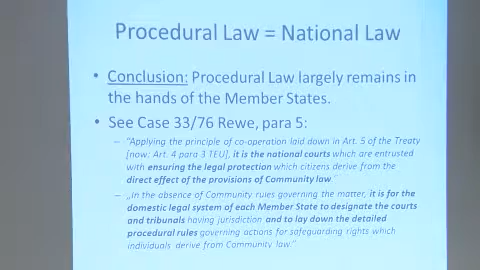 Procedural Law = National Law
• Conclusion: Procedural Law largely remains in
the hands of the Member States.
• See Case 33/76 Rewe, para 5:
– "Applying the principle of co-operation laid down in Art. 5 of the Treaty
[now: Art. 4 para 3 TEU], it is the national courts which are entrusted
with ensuring the legal protection which citizens derive from the
direct effect of the provisions of Community law."
– „in the absence of Community rules governing the matter, it is for the
domestic legal system of each Member State to designate the courts
and tribunals having jurisdiction and to lay down the detailed
procedural rules governing actions for safeguarding rights which
individuals derive from Community law."